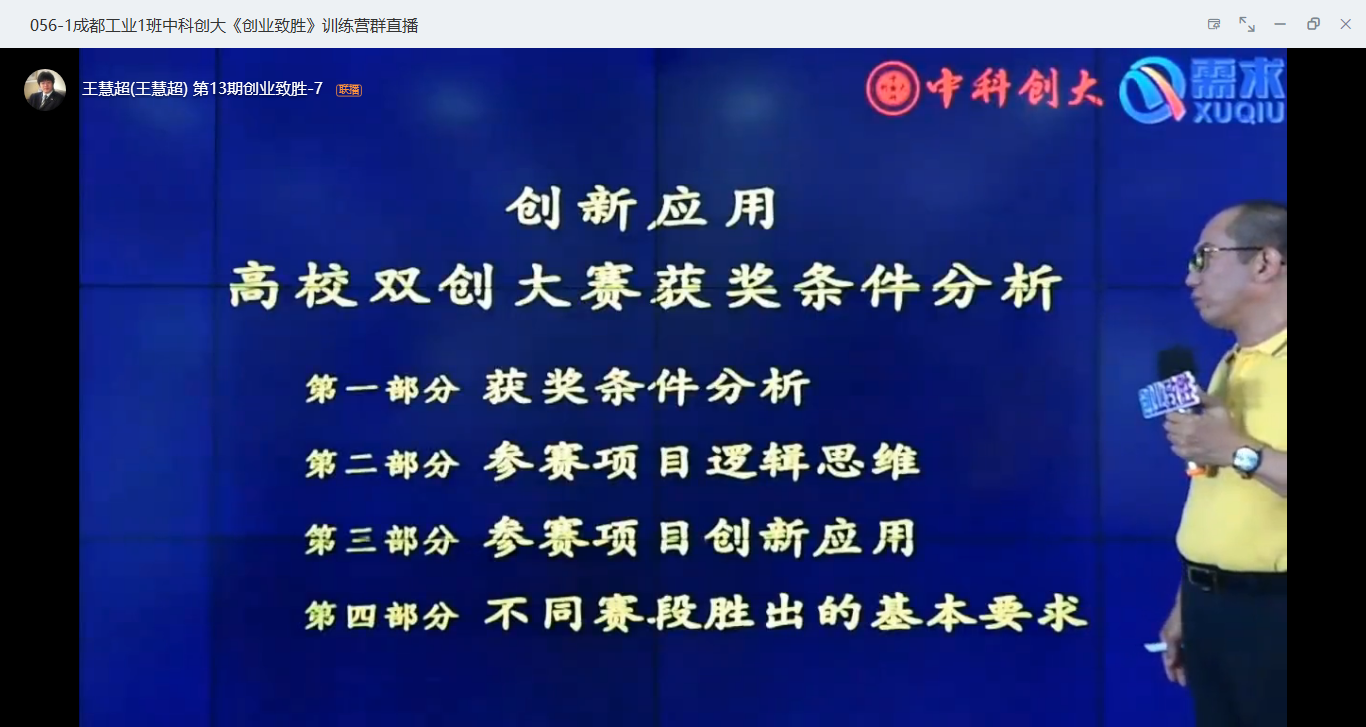 056-1成都工业1班中科创大《创业致胜》训练营群直播
王慧超(王慧超) 第13期创业致胜-7 联播
中科创大
需求
XUQIU
创新应用
高校双创大赛获奖条件分析
第一部分 获奖条件分析
第二部分 参赛项目逻辑思维
第三部分 参赛项目创新应用
第四部分 不同赛段胜出的基本要求